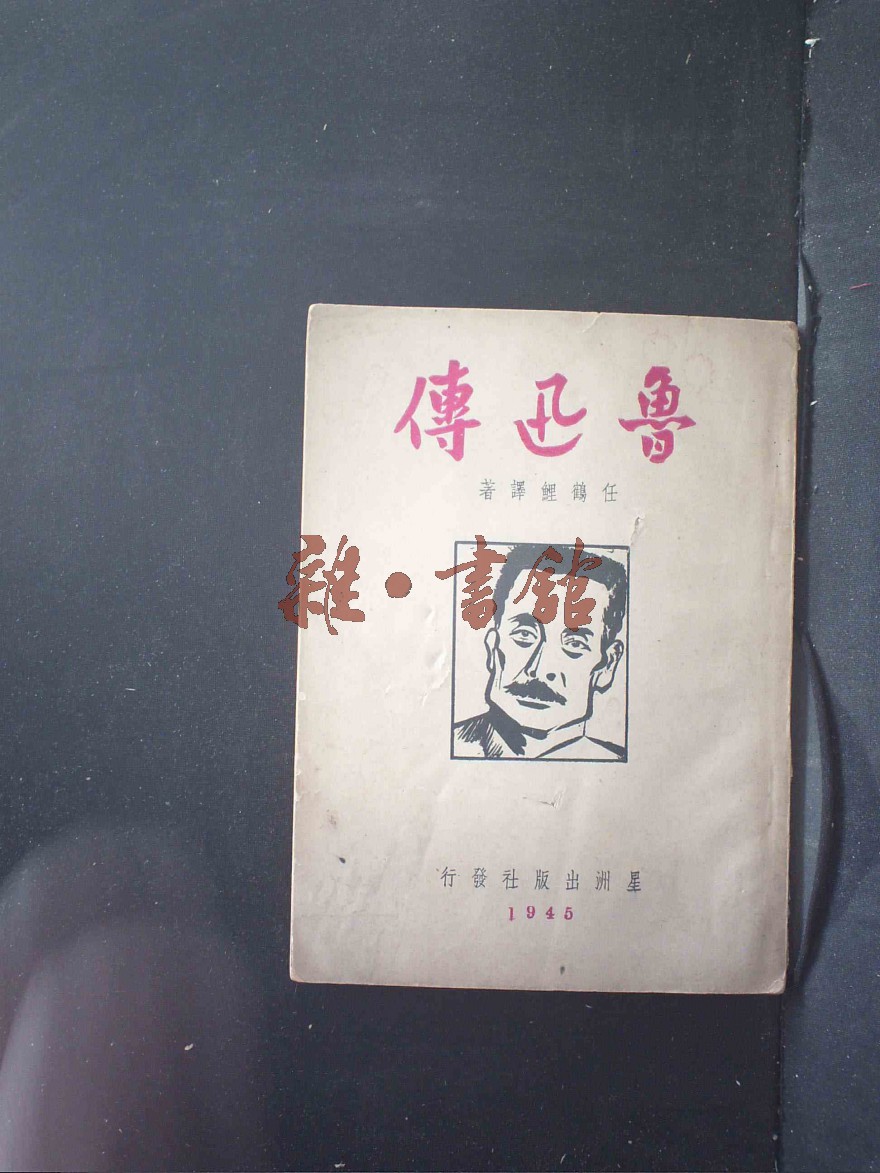 魯迅傳
任鶴鯉譯著
雜·書館
星洲出版社發行
1945